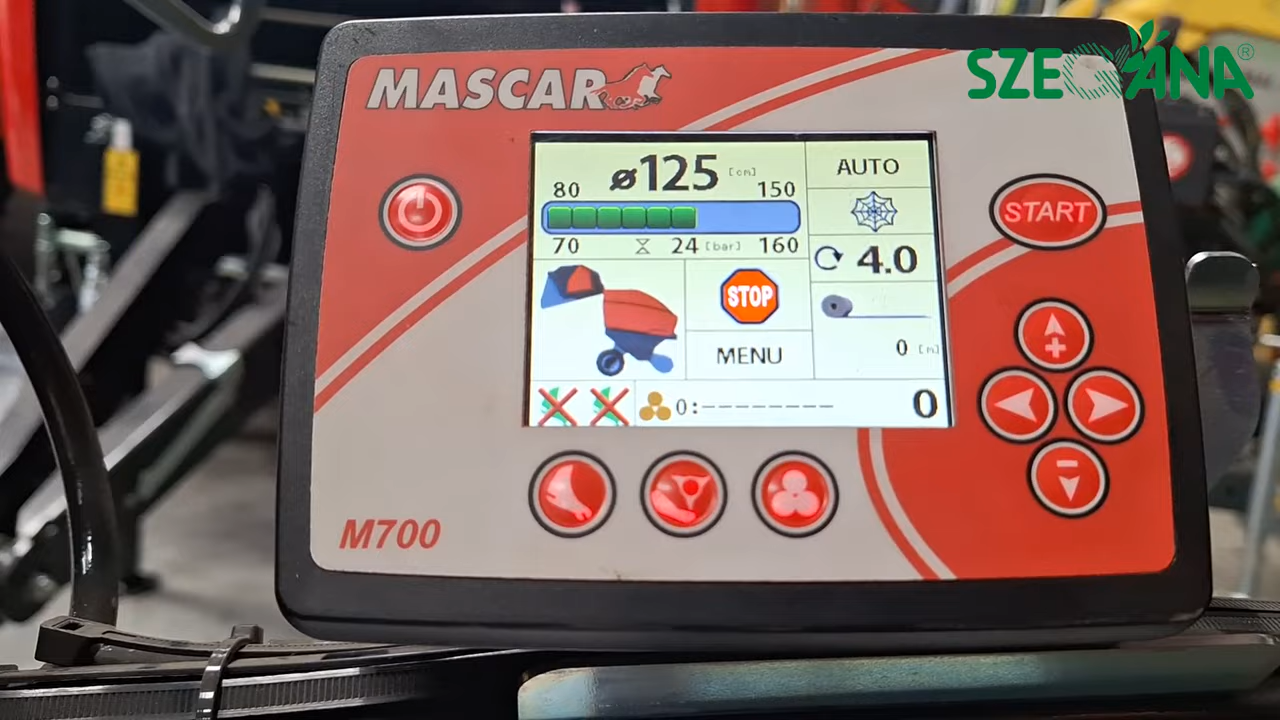 SZEGÁNA®
MASCAR
ø125 [cm]
80 150
70 24 [bar] 160
AUTO
4.0
STOP
MENU
0 [m]
0:--------- 0
START
M700